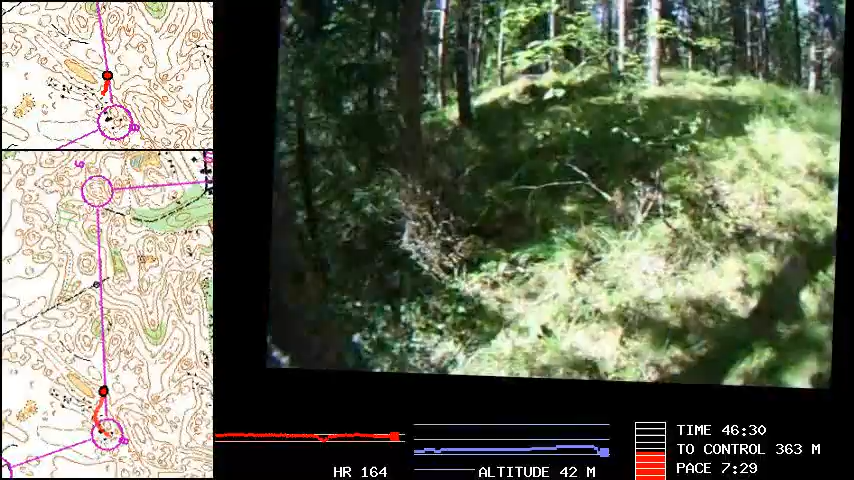 HR 164
ALTITUDE 42 M
TIME 46:30
TO CONTROL 363 M
PACE 7:29